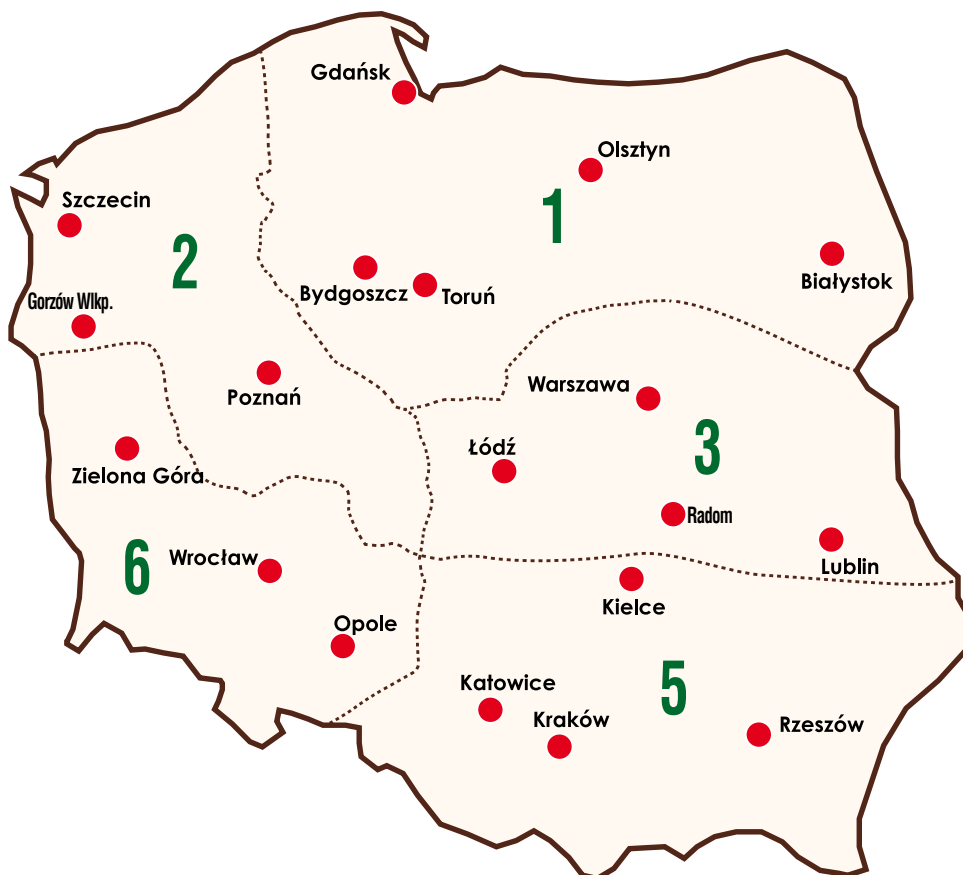 Gdańsk
Olsztyn
1
Szczecin
2
Białystok
Bydgoszcz
Toruń
Gorzów Wlkp.
Poznań
Warszawa
3
Łódź
Zielona Góra
Radom
6
Wrocław
Lublin
Kielce
Opole
5
Katowice
Kraków
Rzeszów